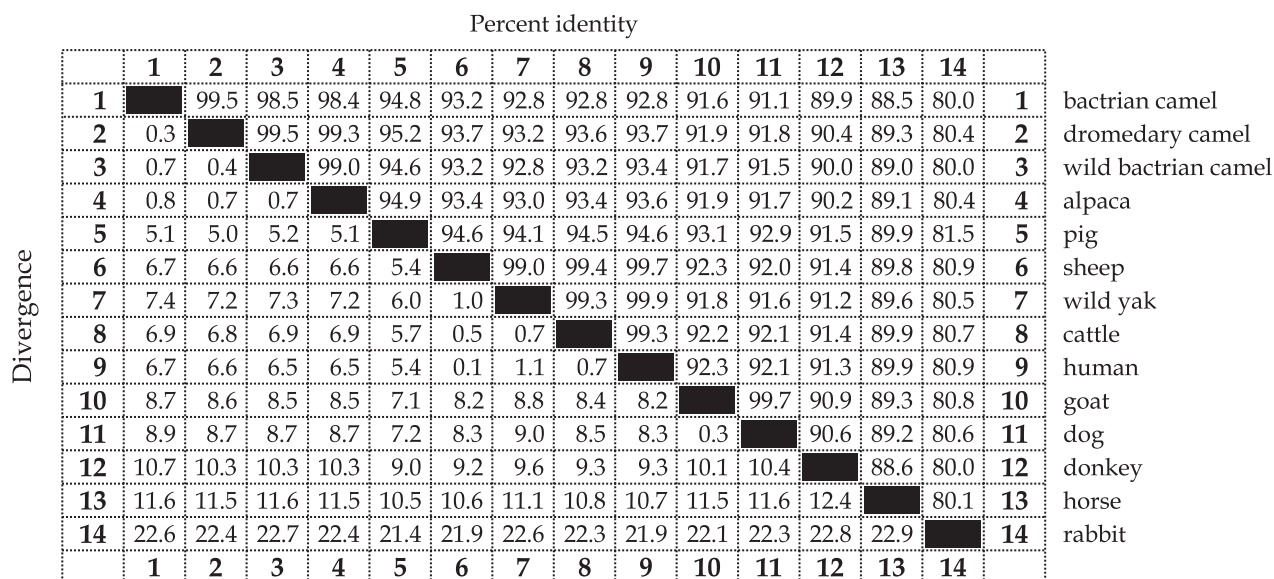 Percent identity
1 2 3 4 5 6 7 8 9 10 11 12 13 14
1 99.5 98.5 98.4 94.8 93.2 92.8 92.8 92.8 91.6 91.1 89.9 88.5 80.0 1 bactrian camel
2 0.3 99.5 99.3 95.2 93.7 93.2 93.6 93.7 91.9 91.8 90.4 89.3 80.4 2 dromedary camel
3 0.7 0.4 99.0 94.6 93.2 92.8 93.2 93.4 91.7 91.5 90.0 89.0 80.0 3 wild bactrian camel
4 0.8 0.7 0.7 94.9 93.4 93.0 93.4 93.6 91.9 91.7 90.2 89.1 80.4 4 alpaca
5 5.1 5.0 5.2 5.1 94.6 94.1 94.5 94.6 93.1 92.9 91.5 89.9 81.5 5 pig
6 6.7 6.6 6.6 6.6 5.4 99.0 99.4 99.7 92.3 92.0 91.4 89.8 80.9 6 sheep
7 7.4 7.2 7.3 7.2 6.0 1.0 99.3 99.9 91.8 91.6 91.2 89.6 80.5 7 wild yak
8 6.9 6.8 6.9 6.9 5.7 0.5 0.7 99.3 92.2 92.1 91.4 89.9 80.7 8 cattle
9 6.7 6.6 6.5 6.5 5.4 0.1 1.1 0.7 92.3 92.1 91.3 89.9 80.9 9 human
10 8.7 8.6 8.5 8.5 7.1 8.2 8.8 8.4 8.2 99.7 90.9 89.3 80.8 10 goat
11 8.9 8.7 8.7 8.7 7.2 8.3 9.0 8.5 8.3 0.3 90.6 89.2 80.6 11 dog
12 10.7 10.3 10.3 10.3 9.0 9.2 9.6 9.3 9.3 10.1 10.4 88.6 80.0 12 donkey
13 11.6 11.5 11.6 11.5 10.5 10.6 11.1 10.8 10.7 11.5 11.6 12.4 80.1 13 horse
14 22.6 22.4 22.7 22.4 21.4 21.9 22.6 22.3 21.9 22.1 22.3 22.8 22.9 14 rabbit
1 2 3 4 5 6 7 8 9 10 11 12 13 14
Divergence